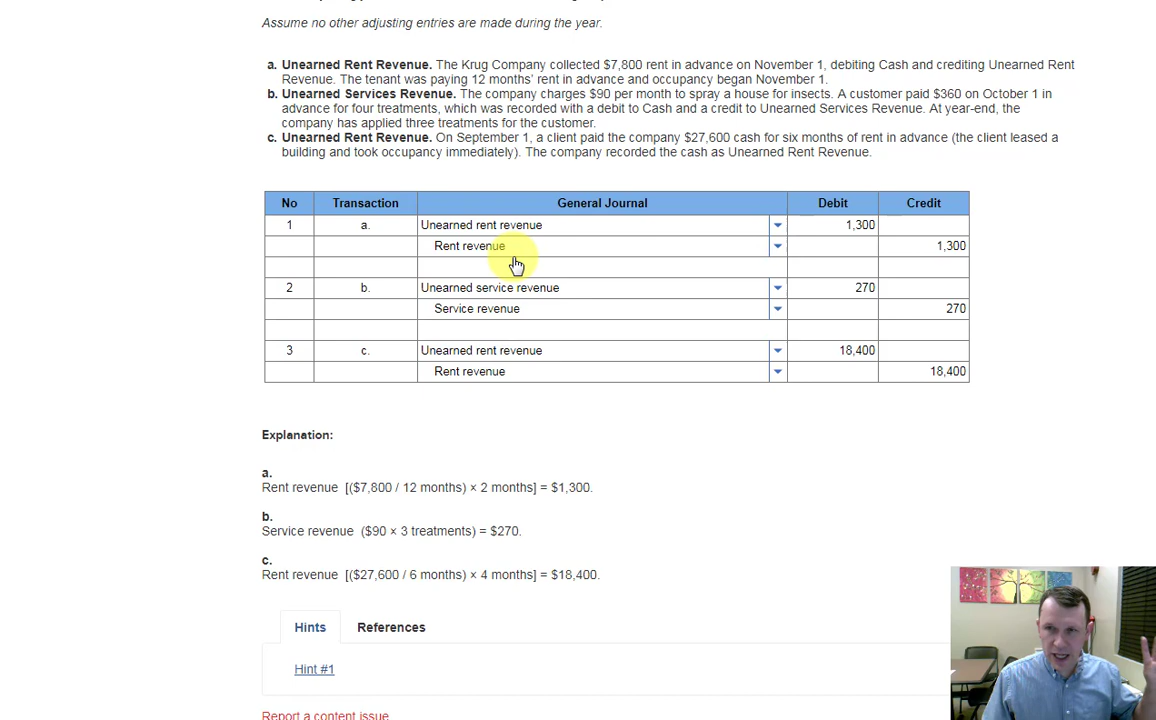 Assume no other adjusting entries are made during the year.
a. Unearned Rent Revenue. The Krug Company collected $7,800 rent in advance on November 1, debiting Cash and crediting Unearned Rent
Revenue. The tenant was paying 12 months' rent in advance and occupancy began November 1.
b. Unearned Services Revenue. The company charges $90 per month to spray a house for insects. A customer paid $360 on October 1 in
advance for four treatments, which was recorded with a debit to Cash and a credit to Unearned Services Revenue. At year-end, the
company has applied three treatments for the customer.
c. Unearned Rent Revenue. On September 1, a client paid the company $27,600 cash for six months of rent in advance (the client leased a
building and took occupancy immediately). The company recorded the cash as Unearned Rent Revenue.
No Transaction General Journal Debit Credit
1 a. Unearned rent revenue 1,300
Rent revenue 1,300
2 b. Unearned service revenue 270
Service revenue 270
3 c. Unearned rent revenue 18,400
Rent revenue 18,400
Explanation:
a.
Rent revenue [($7,800 / 12 months) × 2 months] = $1,300.
b.
Service revenue ($90 × 3 treatments) = $270.
c.
Rent revenue [($27,600 / 6 months) × 4 months] = $18,400.
Hints References
Hint #1
Report a content issue